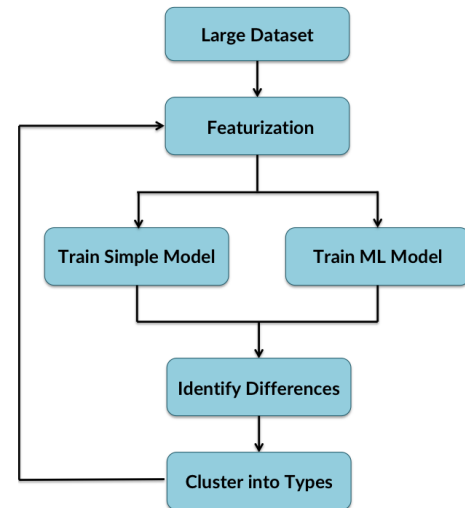 Large Dataset
Featurization
Train Simple Model
Train ML Model
Identify Differences
Cluster into Types